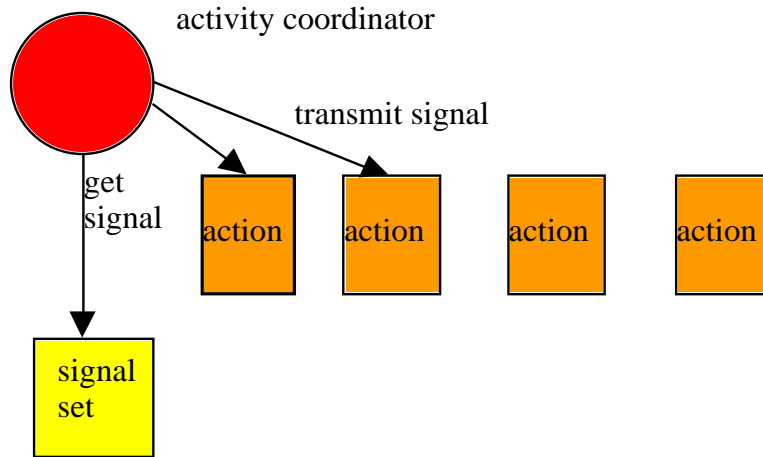 activity coordinator
transmit signal
get
signal
action
action
action
action
signal
set